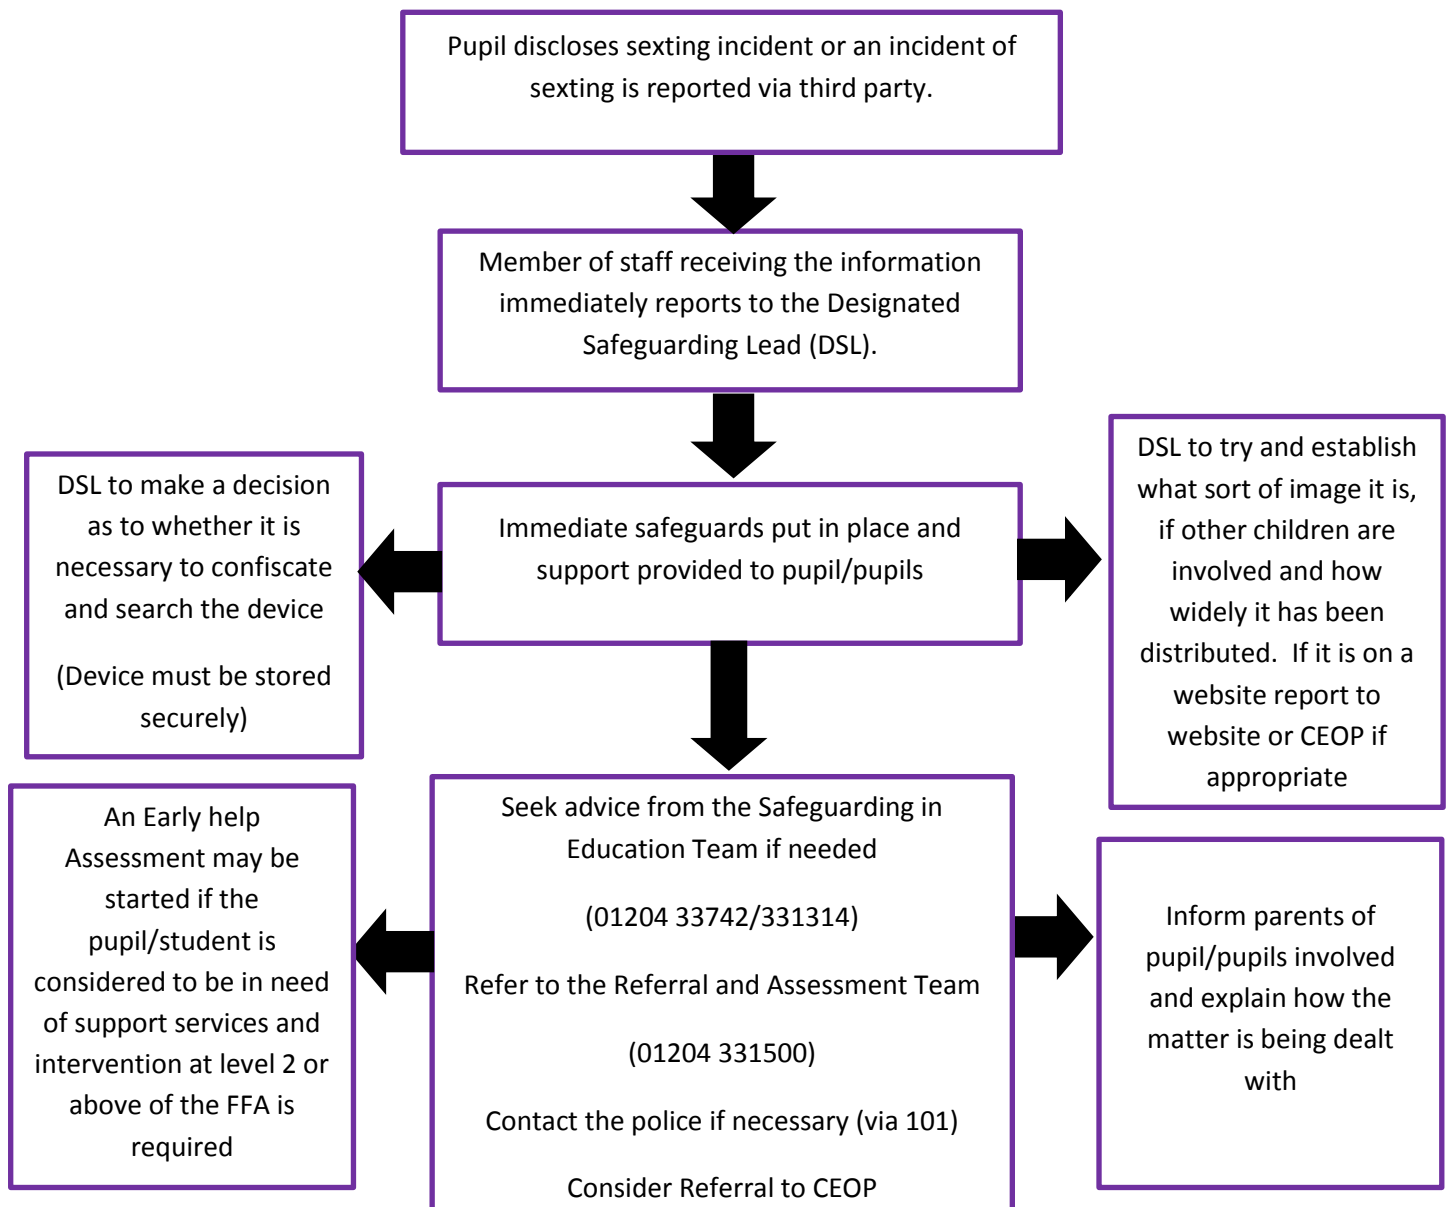 Pupil discloses sexting incident or an incident of
sexting is reported via third party.
Member of staff receiving the information
immediately reports to the Designated
Safeguarding Lead (DSL).
DSL to make a decision
as to whether it is
necessary to confiscate
and search the device
(Device must be stored
securely)
Immediate safeguards put in place and
support provided to pupil/pupils
DSL to try and establish
what sort of image it is,
if other children are
involved and how
widely it has been
distributed.  If it is on a
website report to
website or CEOP if
appropriate
An Early help
Assessment may be
started if the
pupil/student is
considered to be in need
of support services and
intervention at level 2 or
above of the FFA is
required
Seek advice from the Safeguarding in
Education Team if needed
(01204 33742/331314)
Refer to the Referral and Assessment Team
(01204 331500)
Contact the police if necessary (via 101)
Consider Referral to CEOP
Inform parents of
pupil/pupils involved
and explain how the
matter is being dealt
with